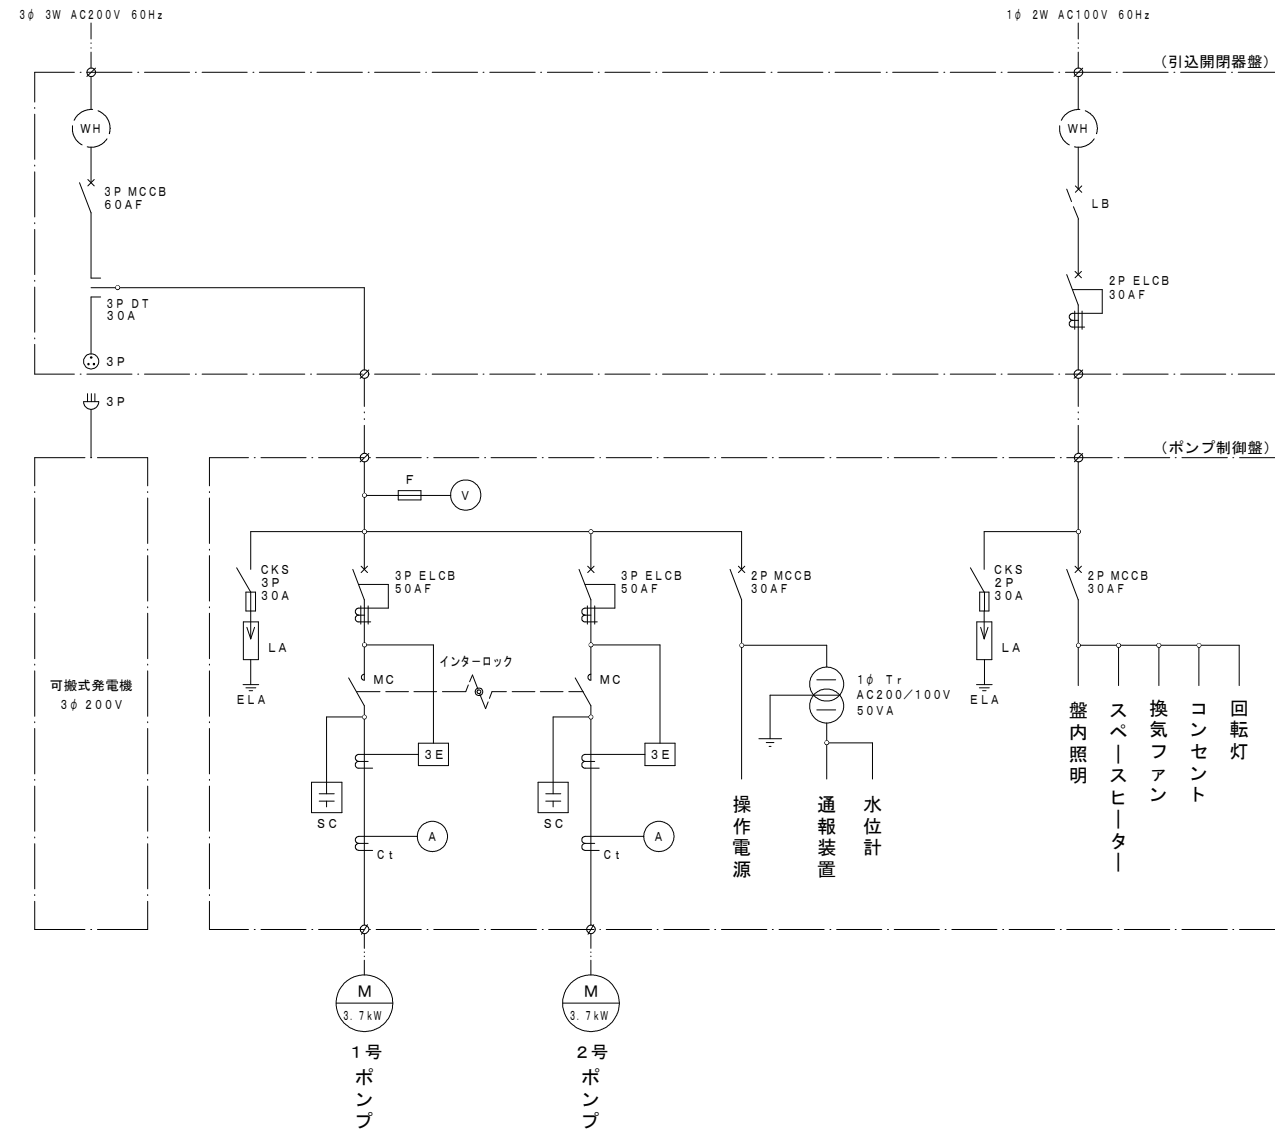 3φ 3W AC200V 60Hz
1φ 2W AC100V 60Hz
(引込開閉器盤)
WH
WH
3P MCCB
60AF
LB
2P ELCB
30AF
3P DT
30A
3P
3P
(ポンプ制御盤)
F
V
CKS
3P
30A
3P ELCB
50AF
3P ELCB
50AF
2P MCCB
30AF
CKS
2P
30A
2P MCCB
30AF
LA
LA
ELA
ELA
インターロック
MC
MC
可搬式発電機
3φ 200V
1φ Tr
AC200/100V
50VA
3E
3E
SC
SC
A
A
Ct
Ct
操作電源
通報装置
水位計
盤内照明
スペースヒーター
換気ファン
コンセント
回転灯
M
3.7kW
M
3.7kW
1号
ポンプ
2号
ポンプ